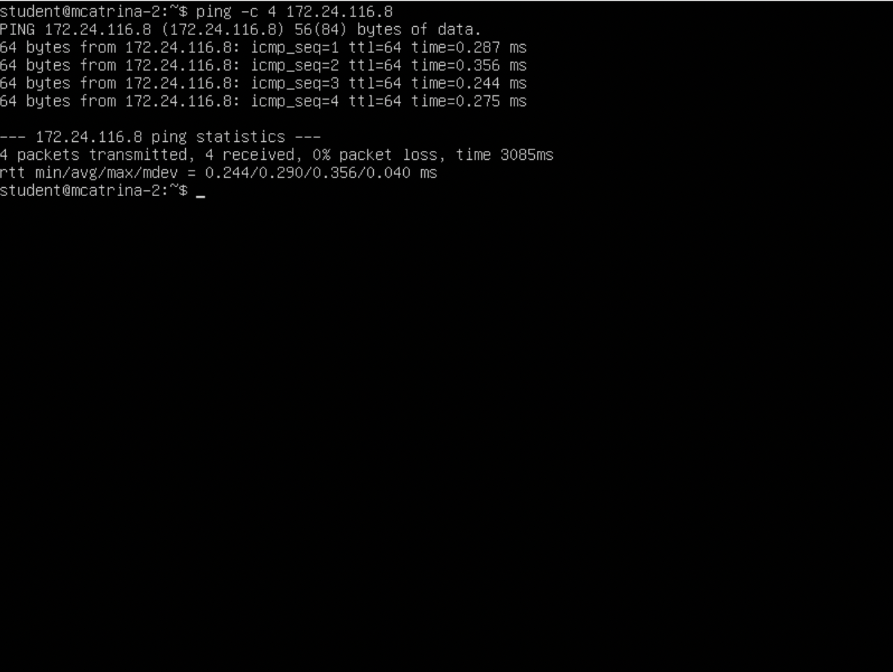 student@mcatrina-2:~$ ping -c 4 172.24.116.8
PING 172.24.116.8 (172.24.116.8) 56(84) bytes of data.
64 bytes from 172.24.116.8: icmp_seq=1 ttl=64 time=0.287 ms
64 bytes from 172.24.116.8: icmp_seq=2 ttl=64 time=0.356 ms
64 bytes from 172.24.116.8: icmp_seq=3 ttl=64 time=0.244 ms
64 bytes from 172.24.116.8: icmp_seq=4 ttl=64 time=0.275 ms
--- 172.24.116.8 ping statistics ---
4 packets transmitted, 4 received, 0% packet loss, time 3085ms
rtt min/avg/max/mdev = 0.244/0.290/0.356/0.040 ms
student@mcatrina-2:~$ _